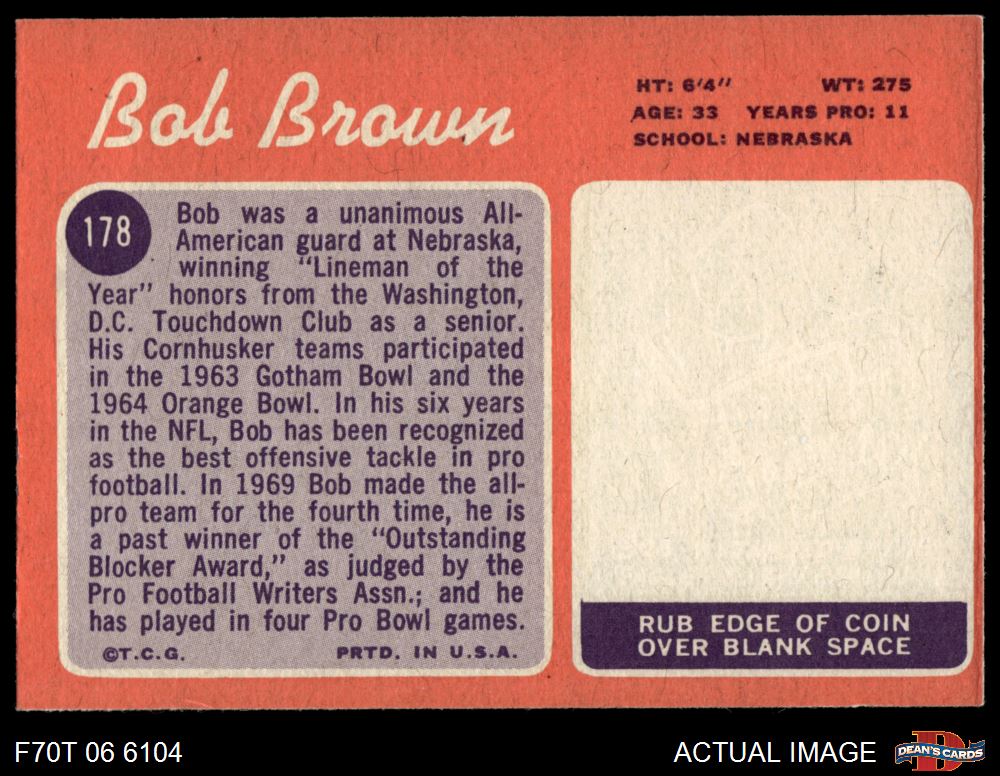 Bob Brown
HT: 6'4" WT: 275
AGE: 33 YEARS PRO: 11
SCHOOL: NEBRASKA
178
Bob was a unanimous All-
American guard at Nebraska,
winning "Lineman of the
Year" honors from the Washington,
D.C. Touchdown Club as a senior.
His Cornhusker teams participated
in the 1963 Gotham Bowl and the
1964 Orange Bowl. In his six years
in the NFL, Bob has been recognized
as the best offensive tackle in pro
football. In 1969 Bob made the all-
pro team for the fourth time, he is
a past winner of the "Outstanding
Blocker Award," as judged by the
Pro Football Writers Assn.; and he
has played in four Pro Bowl games.
©T.C.G. PRTD. IN U.S.A.
RUB EDGE OF COIN
OVER BLANK SPACE
F70T 06 6104
ACTUAL IMAGE
D
DEAN'S CARDS